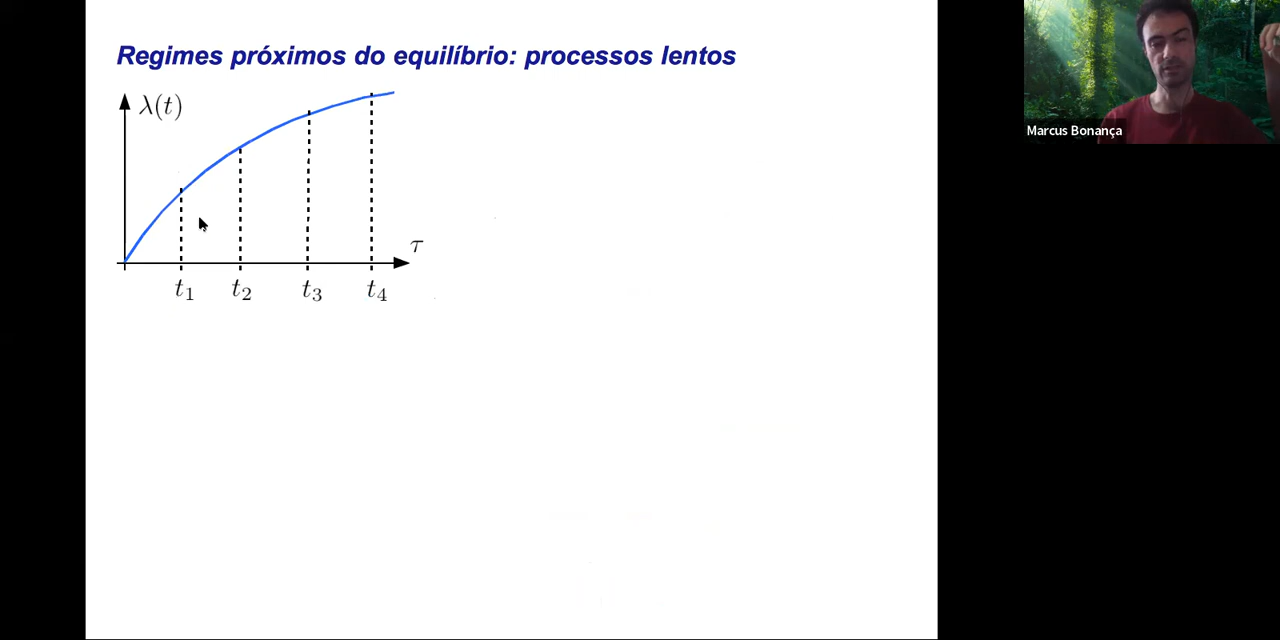 Regimes próximos do equilíbrio: processos lentos
λ(t)
τ
t₁ t₂ t₃ t₄
Marcus Bonança